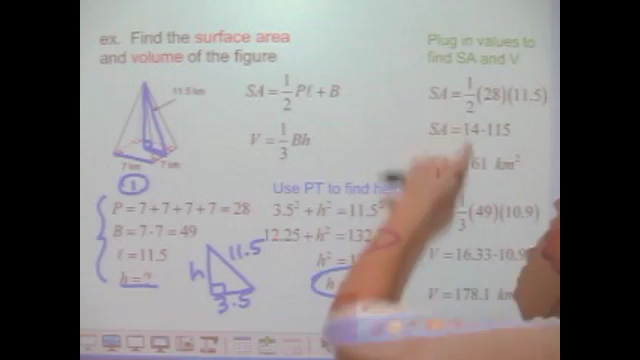 ex. Find the surface area
and volume of the figure
11.5 km
7 km
7 km
1
P = 7 + 7 + 7 + 7 = 28
B = 7 · 7 = 49
ℓ = 11.5
h = ?
SA = 1/2 Pℓ + B
V = 1/3 Bh
Use PT to find
3.5² + h² = 11.5²
12.25 + h² = 132
h² = 1
h
h
11.5
3.5
Plug in values to
find SA and V
SA = 1/2 (28)(11.5)
SA = 14 · 115
61 km²
1/3 (49)(10.9)
V = 16.33 · 10.9
V = 178.1 km